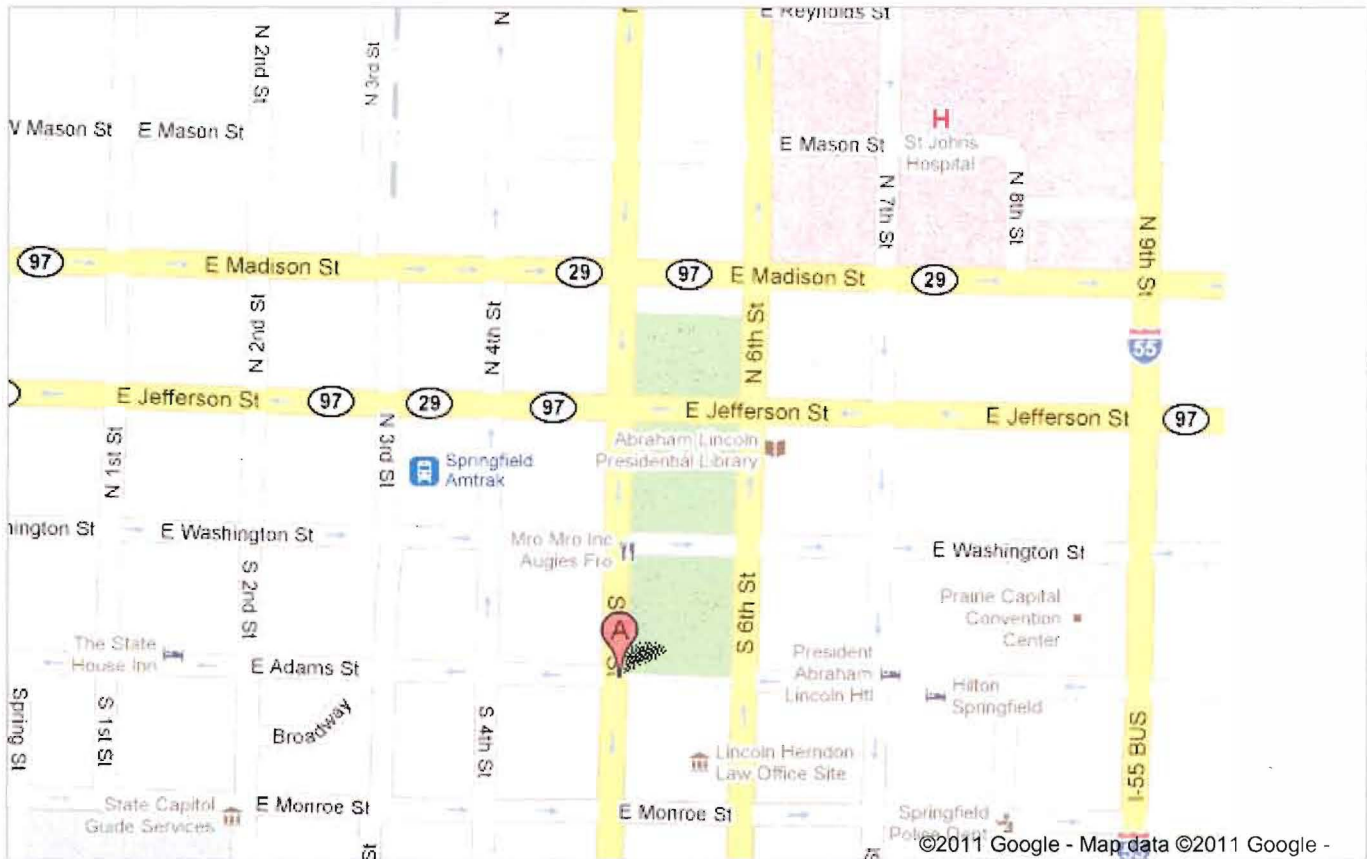 E Reynolds St
N
N 2nd St
N 3rd St
W Mason St
E Mason St
H
St Johns
Hospital
E Mason St
N 7th St
N 8th St
N 9th St
97
E Madison St
29
97
E Madison St
29
N 2nd St
N 4th St
N 6th St
55
E Jefferson St
97
29
97
E Jefferson St
E Jefferson St
97
N 1st St
N 3rd St
Abraham Lincoln
Presidential Library
Springfield
Amtrak
hington St
E Washington St
Mro Mro Inc
Augies Fro
E Washington St
S 2nd St
S
St
A
S 6th St
Prairie Capital
Convention
Center
The State
House Inn
E Adams St
President
Abraham
Lincoln Htl
Hilton
Springfield
Spring St
S 1st St
Broadway
S 4th St
Lincoln Herndon
Law Office Site
I-55 BUS
State Capitol
Guide Services
E Monroe St
E Monroe St
Springfield
Police Dept
©2011 Google - Map data ©2011 Google -